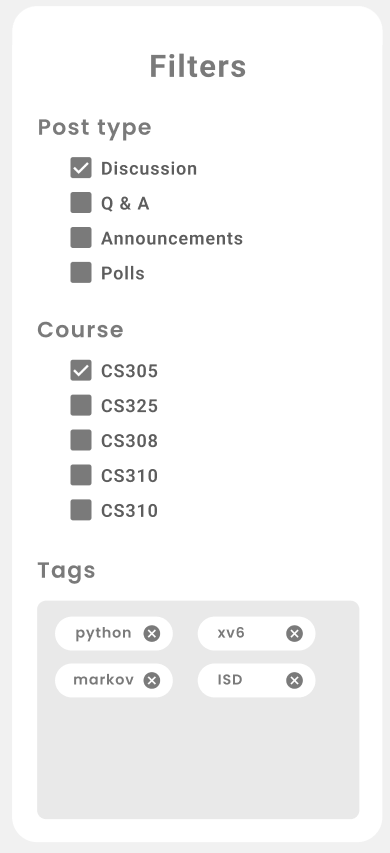 Filters
Post type
Discussion
Q & A
Announcements
Polls
Course
CS305
CS325
CS308
CS310
CS310
Tags
python xv6
markov ISD